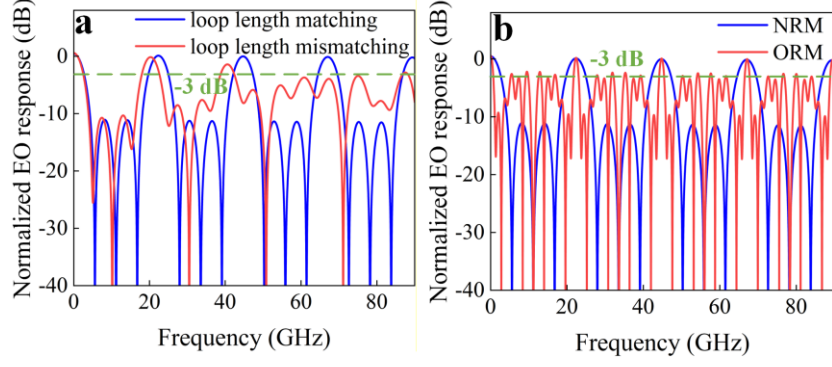 a
loop length matching
loop length mismatching
-3 dB
Normalized EO response (dB)
0
-10
-20
-30
-40
0
20
40
60
80
Frequency (GHz)
b
NRM
ORM
-3 dB
Normalized EO response (dB)
0
-10
-20
-30
-40
0
20
40
60
80
Frequency (GHz)